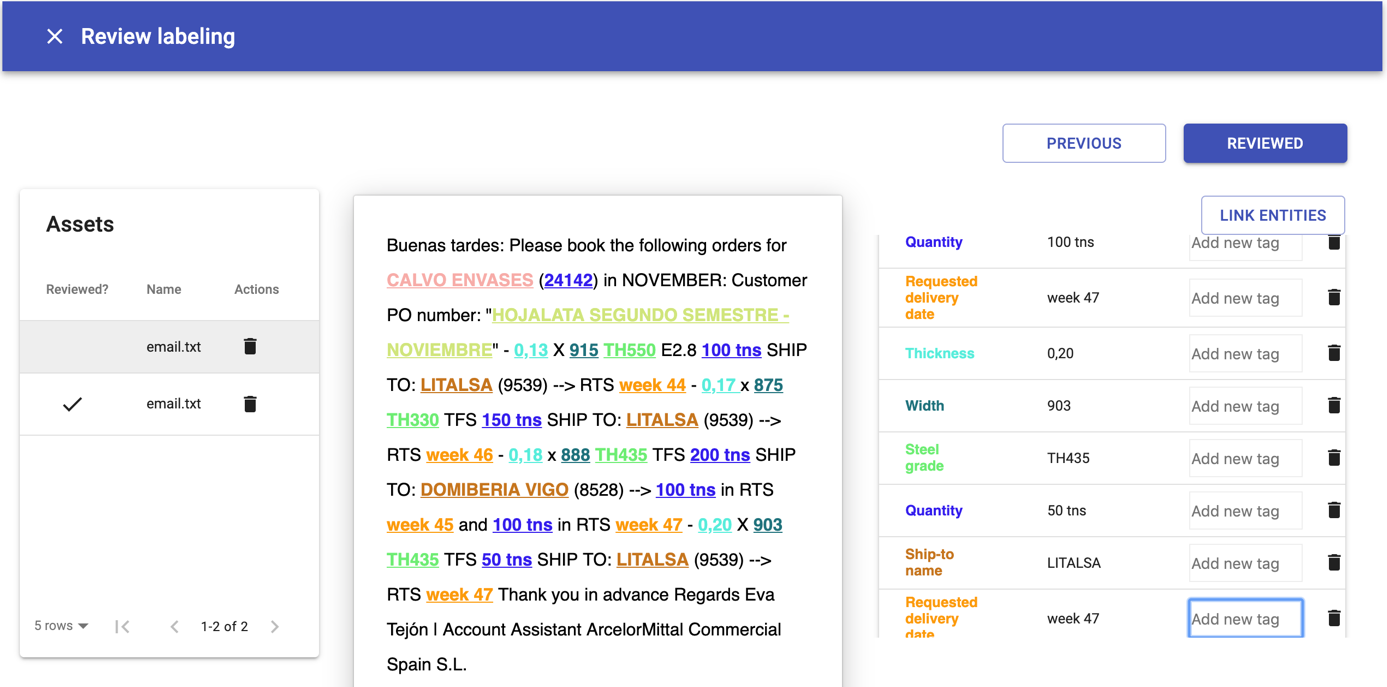 Review labeling
PREVIOUS
REVIEWED
Assets
Reviewed?
Name
Actions
email.txt
email.txt
5 rows
1-2 of 2
Buenas tardes: Please book the following orders for
CALVO ENVASES (24142) in NOVEMBER: Customer
PO number: "HOJALATA SEGUNDO SEMESTRE -
NOVIEMBRE" - 0,13 X 915 TH550 E2.8 100 tns SHIP
TO: LITALSA (9539) --> RTS week 44 - 0,17 x 875
TH330 TFS 150 tns SHIP TO: LITALSA (9539) -->
RTS week 46 - 0,18 x 888 TH435 TFS 200 tns SHIP
TO: DOMIBERIA VIGO (8528) --> 100 tns in RTS
week 45 and 100 tns in RTS week 47 - 0,20 X 903
TH435 TFS 50 tns SHIP TO: LITALSA (9539) -->
RTS week 47 Thank you in advance Regards Eva
Tejón I Account Assistant ArcelorMittal Commercial
Spain S.L.
LINK ENTITIES
Quantity 100 tns Add new tag
Requested
delivery
date
week 47 Add new tag
Thickness 0,20 Add new tag
Width 903 Add new tag
Steel
grade
TH435 Add new tag
Quantity 50 tns Add new tag
Ship-to
name
LITALSA Add new tag
Requested
delivery
date
week 47 Add new tag